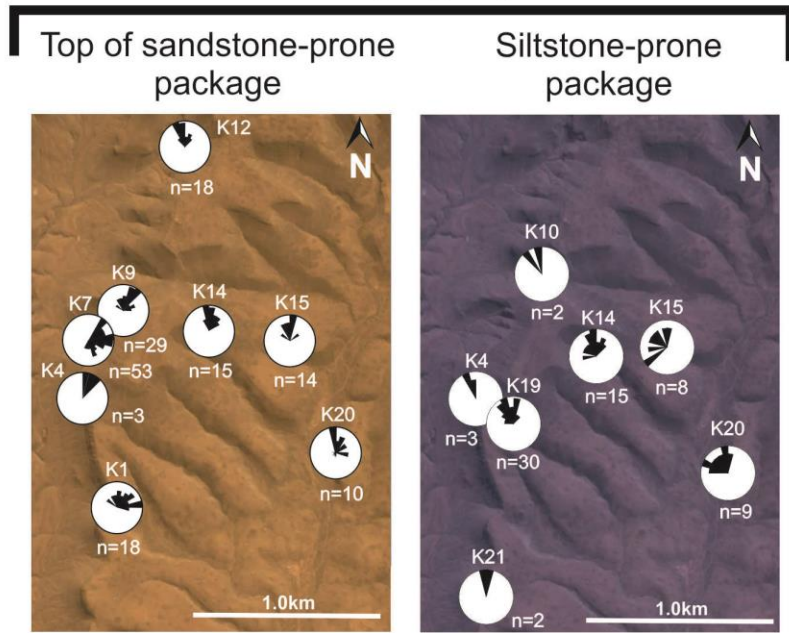 Top of sandstone-prone
package
K12
N
n=18
K9
K7
K14
K15
n=29
n=15
n=14
n=53
K4
n=3
K20
K1
n=10
n=18
1.0km
Siltstone-prone
package
N
K10
n=2
K14
K15
K4
K19
n=15
n=8
n=3
n=30
K20
n=9
K21
n=2
1.0km